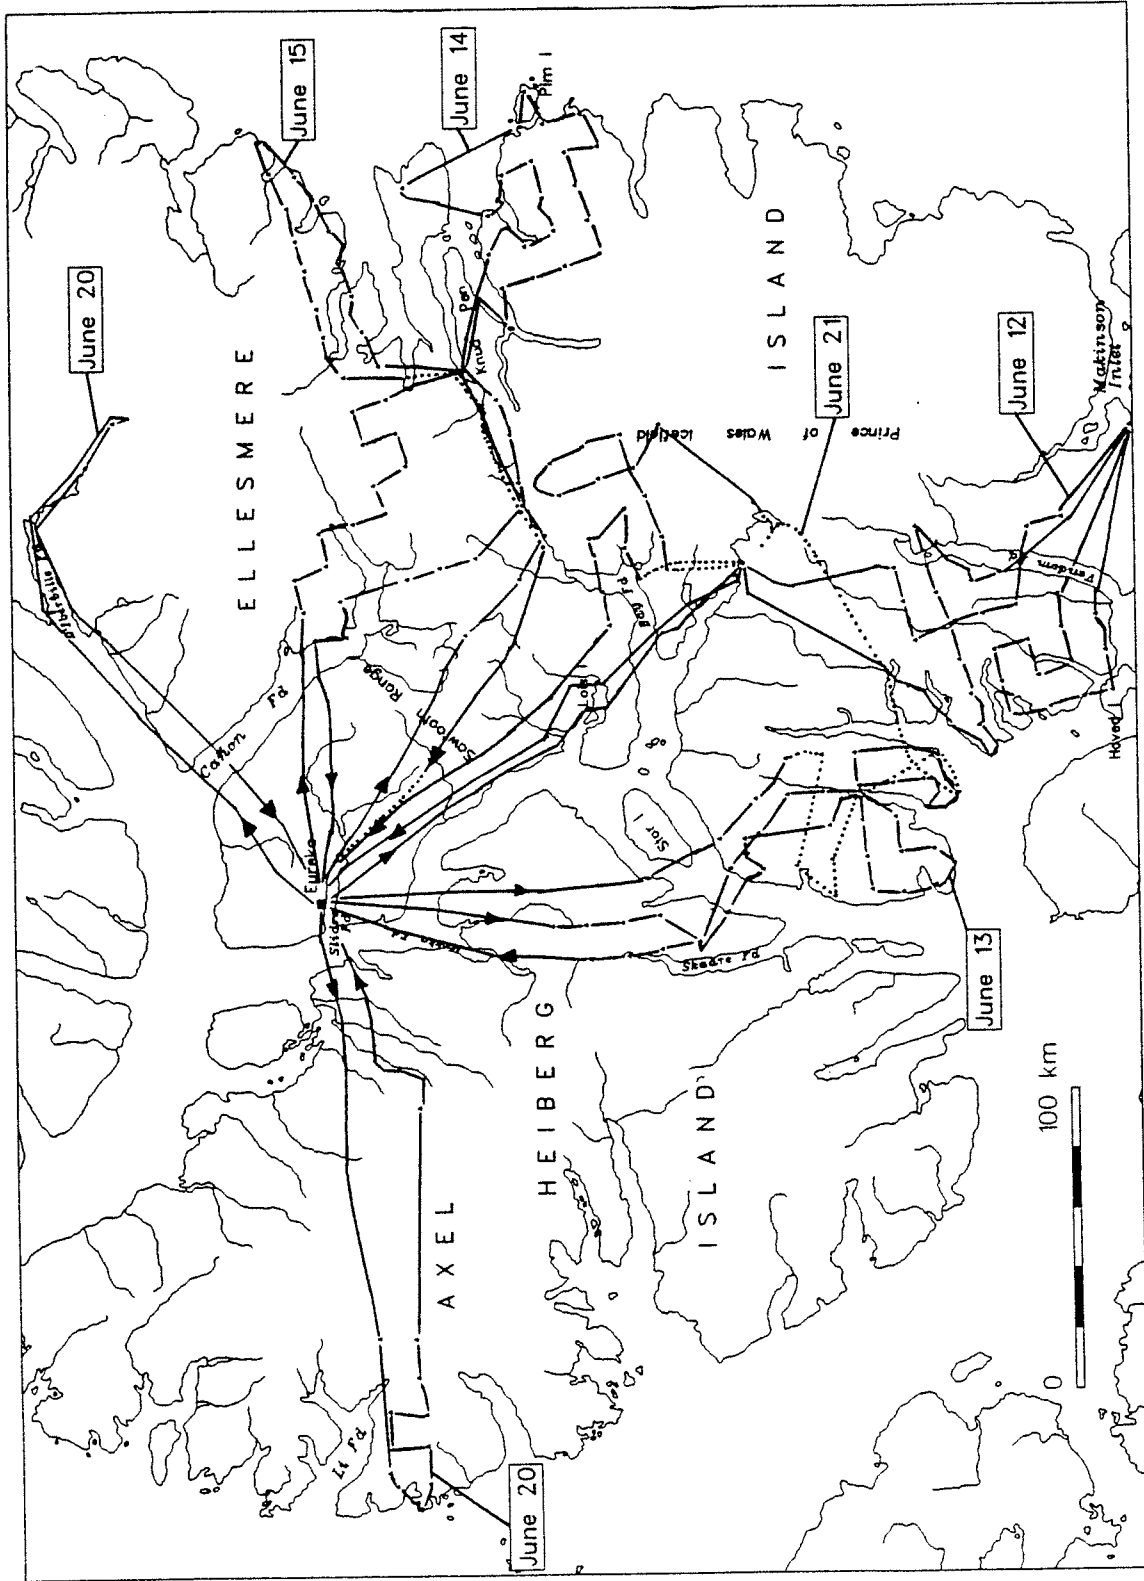 June 20
June 15
June 14
Pim I
ELLESMERE
ISLAND
Cañon Fd
Sawtooth Range
Eureka
Slidre Fd
Knud Pen
Bay Fd
Prince of Wales Icefield
June 21
June 12
Makinson Inlet
Vendom
Hoved I
Stor I
Skaare Fd
June 13
AXEL
HEIBERG
ISLAND
Li Fd
June 20
0
100 km